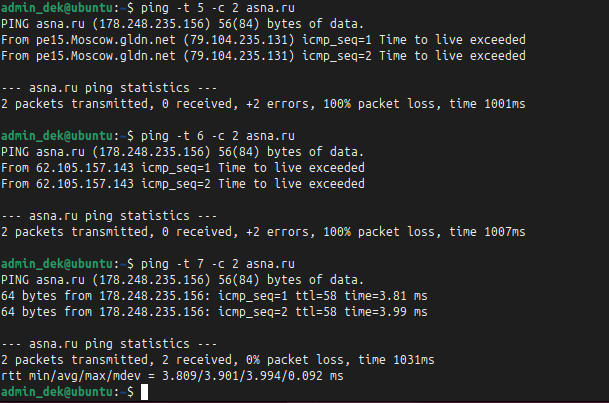 admin_dek@ubuntu:~$ ping -t 5 -c 2 asna.ru
PING asna.ru (178.248.235.156) 56(84) bytes of data.
From pe15.Moscow.gldn.net (79.104.235.131) icmp_seq=1 Time to live exceeded
From pe15.Moscow.gldn.net (79.104.235.131) icmp_seq=2 Time to live exceeded
--- asna.ru ping statistics ---
2 packets transmitted, 0 received, +2 errors, 100% packet loss, time 1001ms
admin_dek@ubuntu:~$ ping -t 6 -c 2 asna.ru
PING asna.ru (178.248.235.156) 56(84) bytes of data.
From 62.105.157.143 icmp_seq=1 Time to live exceeded
From 62.105.157.143 icmp_seq=2 Time to live exceeded
--- asna.ru ping statistics ---
2 packets transmitted, 0 received, +2 errors, 100% packet loss, time 1007ms
admin_dek@ubuntu:~$ ping -t 7 -c 2 asna.ru
PING asna.ru (178.248.235.156) 56(84) bytes of data.
64 bytes from 178.248.235.156: icmp_seq=1 ttl=58 time=3.81 ms
64 bytes from 178.248.235.156: icmp_seq=2 ttl=58 time=3.99 ms
--- asna.ru ping statistics ---
2 packets transmitted, 2 received, 0% packet loss, time 1031ms
rtt min/avg/max/mdev = 3.809/3.901/3.994/0.092 ms
admin_dek@ubuntu:~$